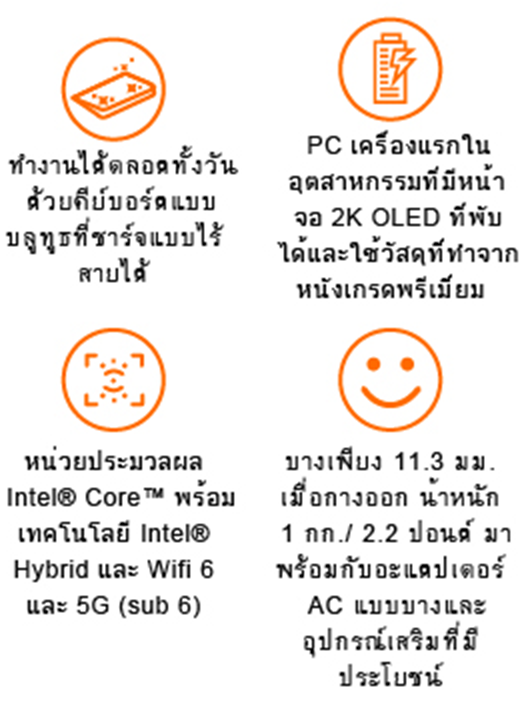 ทำงานได้ตลอดทั้งวัน
ด้วยคีย์บอร์ดแบบ
บลูทูธที่ชาร์จแบบไร้
สายได้
PC เครื่องแรกใน
อุตสาหกรรมที่มีหน้า
จอ 2K OLED ที่พับ
ได้และใช้วัสดุที่ทำจาก
หนังเกรดพรีเมี่ยม
หน่วยประมวลผล
Intel® Core™ พร้อม
เทคโนโลยี Intel®
Hybrid และ Wifi 6
และ 5G (sub 6)
บางเพียง 11.3 มม.
เมื่อกางออก น้ำหนัก
1 กก./ 2.2 ปอนด์ มา
พร้อมกับอะแดปเตอร์
AC แบบบางและ
อุปกรณ์เสริมที่มี
ประโยชน์